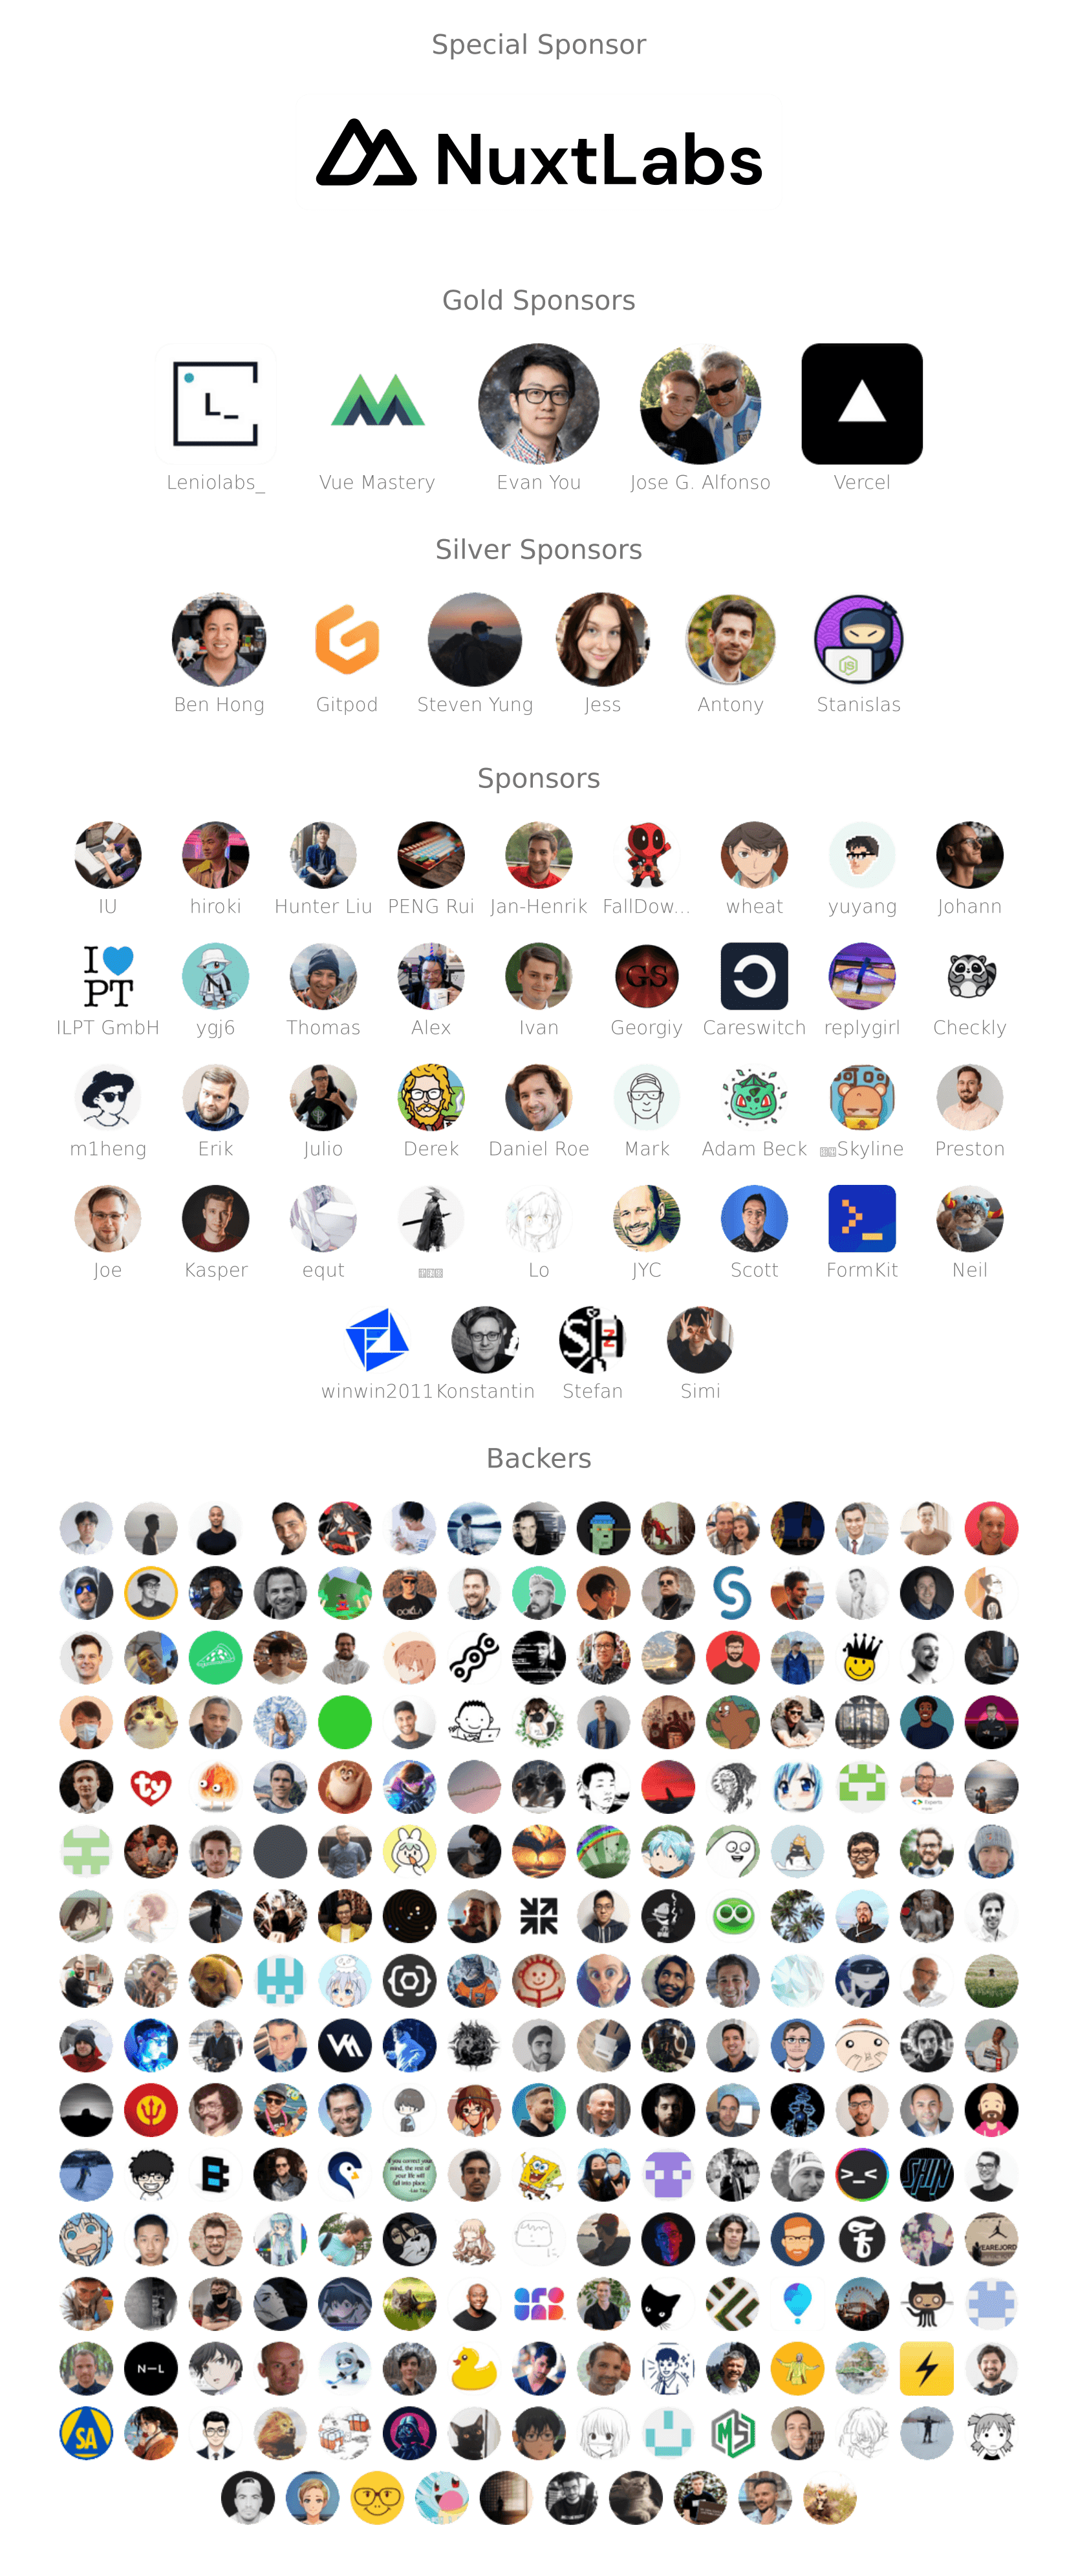 Special Sponsor
NuxtLabs
Gold Sponsors
Leniolabs_ Vue Mastery Evan You Jose G. Alfonso Vercel
Silver Sponsors
Ben Hong Gitpod Steven Yung Jess Antony Stanislas
Sponsors
IU hiroki Hunter Liu PENG Rui Jan-Henrik FallDow... wheat yuyang Johann
I PT
ILPT GmbH ygj6 Thomas Alex Ivan Georgiy Careswitch replygirl Checkly
m1heng Erik Julio Derek Daniel Roe Mark Adam Beck Skyline Preston
Joe Kasper equt Lo JYC Scott FormKit Neil
winwin2011 Konstantin Stefan Simi
Backers